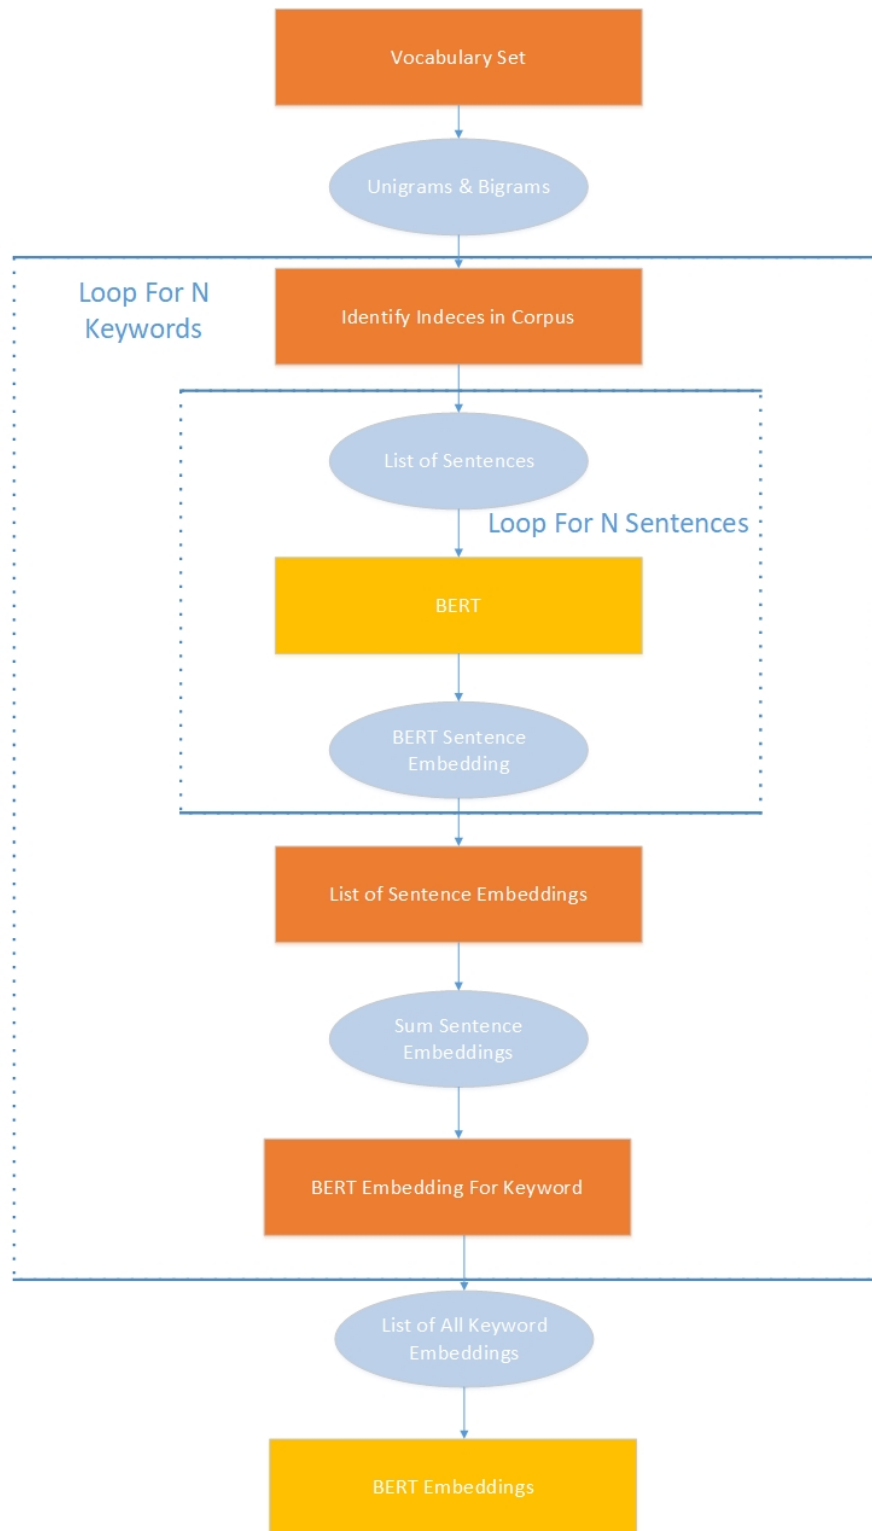 Vocabulary Set
Unigrams & Bigrams
Loop For N
Keywords
Identify Indeces in Corpus
List of Sentences
Loop For N Sentences
BERT
BERT Sentence
Embedding
List of Sentence Embeddings
Sum Sentence
Embeddings
BERT Embedding For Keyword
List of All Keyword
Embeddings
BERT Embeddings